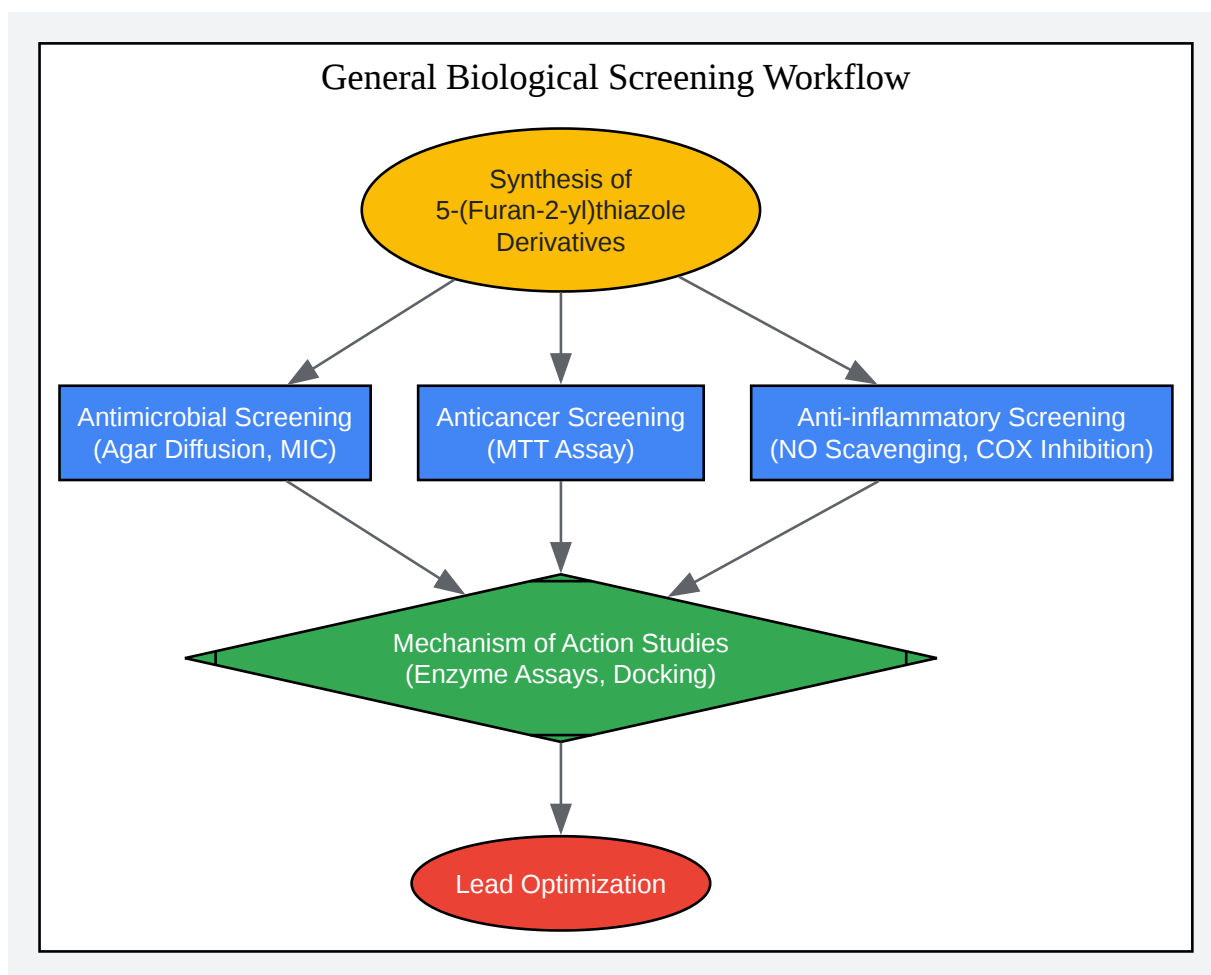 General Biological Screening Workflow
Synthesis of
5-(Furan-2-yl)thiazole
Derivatives
Antimicrobial Screening
(Agar Diffusion, MIC)
Anticancer Screening
(MTT Assay)
Anti-inflammatory Screening
(NO Scavenging, COX Inhibition)
Mechanism of Action Studies
(Enzyme Assays, Docking)
Lead Optimization